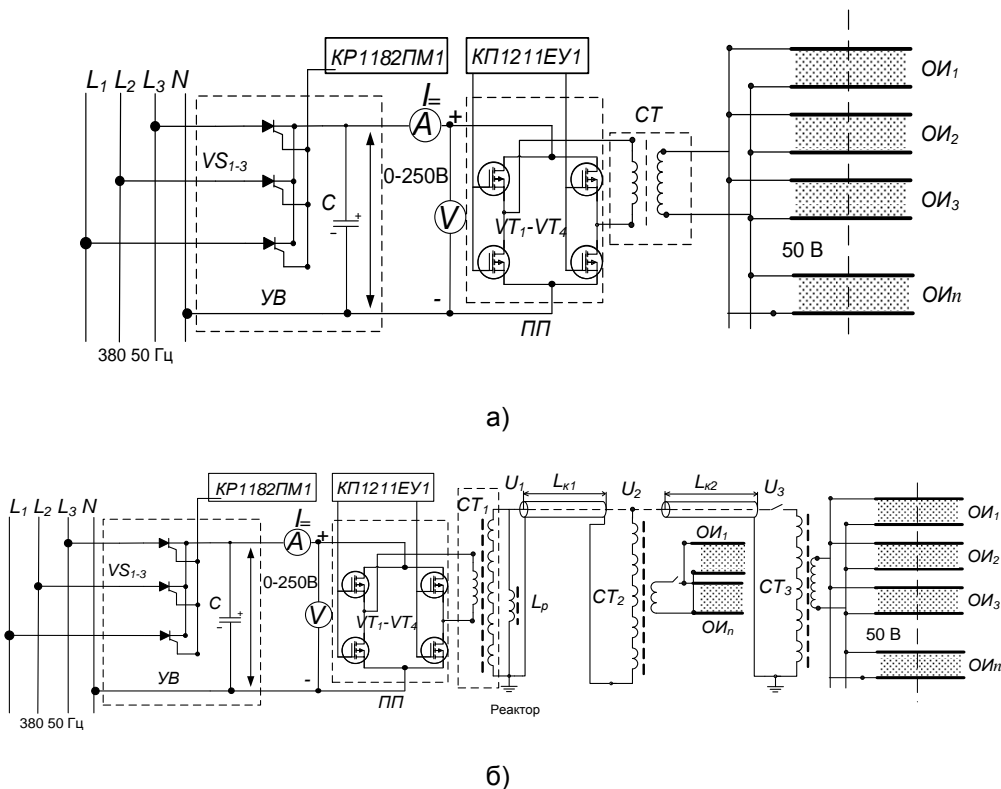 КР1182ПМ1
КП1211ЕУ1
L1 L2 L3 N
I=
A
+
СТ
ОИ1
VS1-3
0-250В
ОИ2
С
+
-
V
VT1-VT4
ОИ3
50 В
УВ
-
ПП
ОИn
380 50 Гц
а)
КР1182ПМ1
КП1211ЕУ1
L1 L2 L3 N
I=
A
+
СТ1
U1
Lк1
U2
Lк2
U3
ОИ1
VS1-3
0-250В
ОИ1
ОИ2
С
+
-
V
VT1-VT4
Lр
СТ2
СТ3
ОИ3
ОИn
50 В
УВ
-
ПП
ОИn
380 50 Гц
Реактор
б)